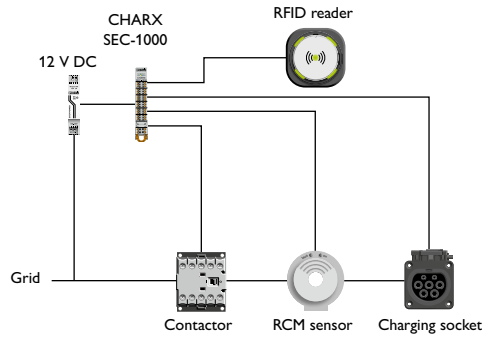 CHARX
SEC-1000
RFID reader
12 V DC
Grid
Contactor
RCM sensor
Charging socket